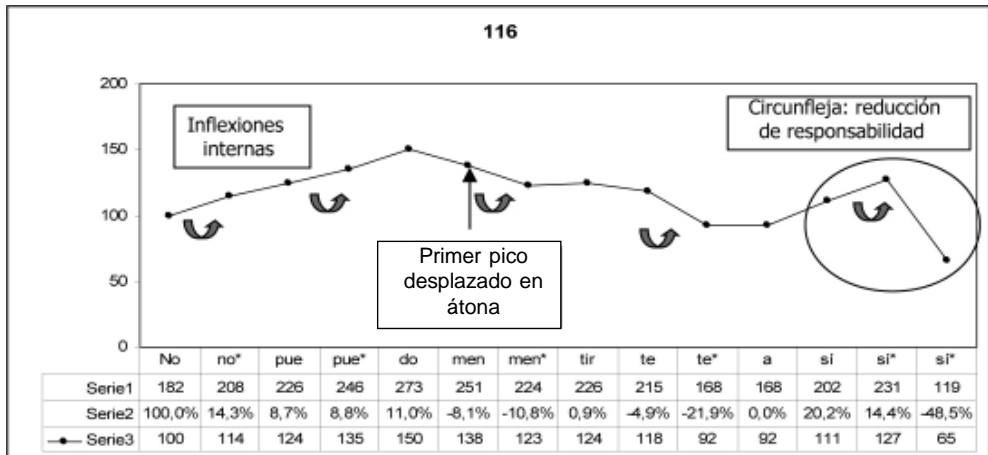 116
200
150
100
50
0
Inflexiones
internas
Circunfleja: reducción
de responsabilidad
Primer pico
desplazado en
átona
No no* pue pue* do men men* tir te te* a sí sí* sí*
Serie1 182 208 226 246 273 251 224 226 215 168 168 202 231 119
Serie2 100,0% 14,3% 8,7% 8,8% 11,0% -8,1% -10,8% 0,9% -4,9% -21,9% 0,0% 20,2% 14,4% -48,5%
Serie3 100 114 124 135 150 138 123 124 118 92 92 111 127 65